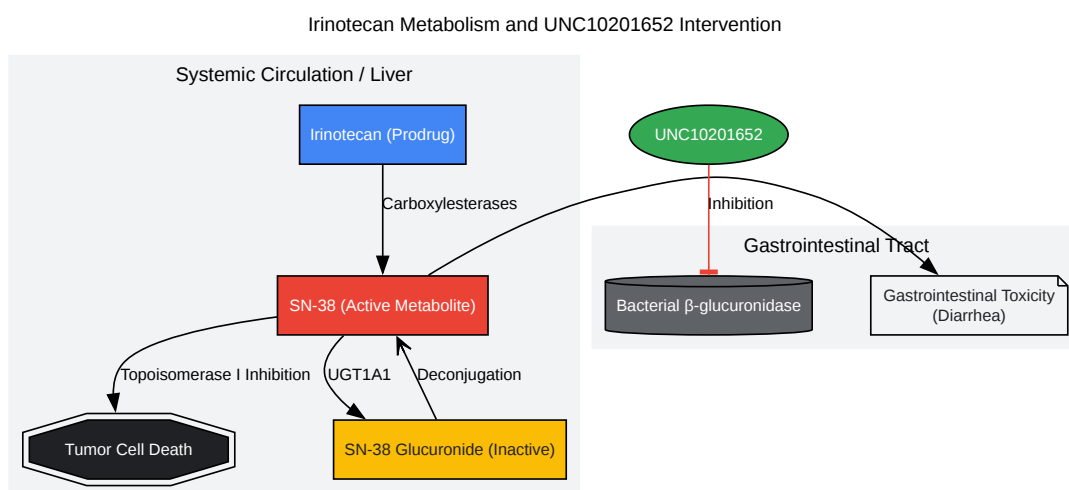 Irinotecan Metabolism and UNC10201652 Intervention
Systemic Circulation / Liver
Irinotecan (Prodrug)
UNC10201652
Carboxylesterases
Inhibition
Gastrointestinal Tract
SN-38 (Active Metabolite)
Bacterial β-glucuronidase
Gastrointestinal Toxicity
(Diarrhea)
Topoisomerase I Inhibition
UGT1A1
Deconjugation
Tumor Cell Death
SN-38 Glucuronide (Inactive)